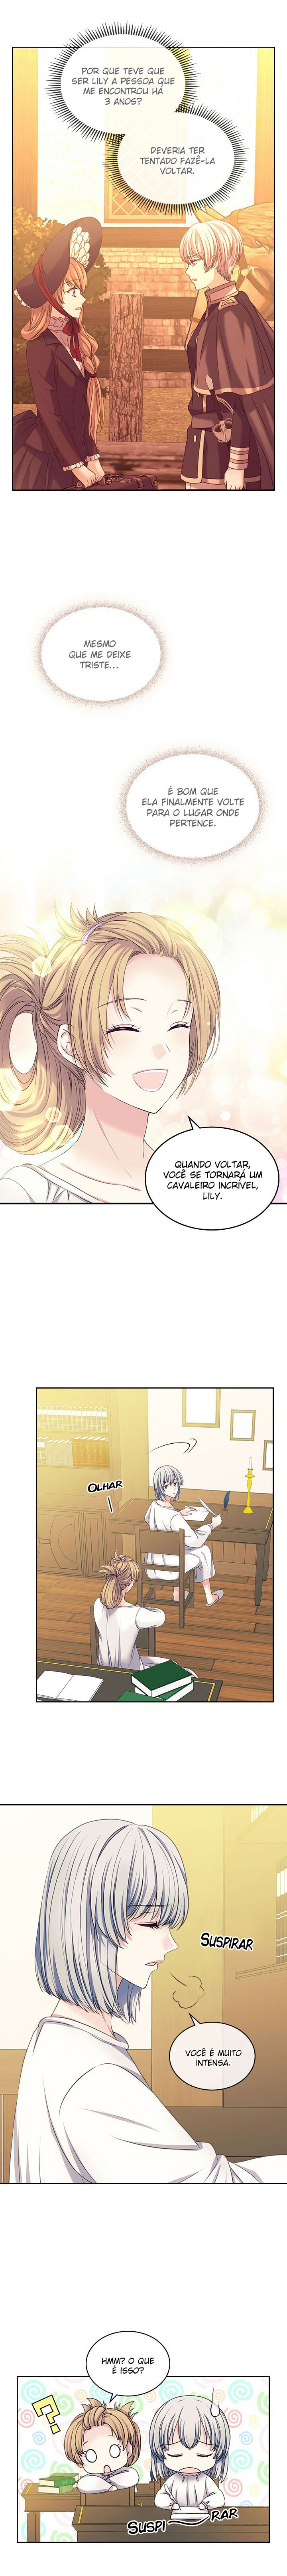 POR QUE TEVE QUE
SER LILY A PESSOA QUE
ME ENCONTROU HÁ
3 ANOS?
DEVERIA TER
TENTADO FAZÊ-LA
VOLTAR.
MESMO
QUE ME DEIXE
TRISTE...
É BOM QUE
ELA FINALMENTE VOLTE
PARA O LUGAR ONDE
PERTENCE.
QUANDO VOLTAR,
VOCÊ SE TORNARÁ UM
CAVALEIRO INCRÍVEL,
LILY.
OLHAR
SUSPIRAR
VOCÊ É MUITO
INTENSA.
HMM? O QUE
É ISSO?
?
SUSPI RAR